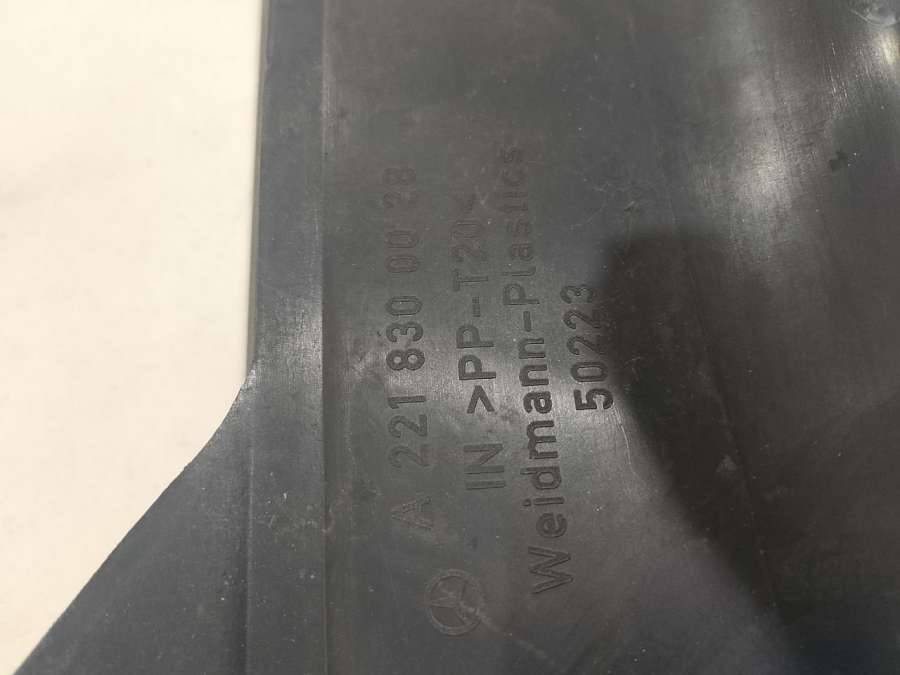 A 221 830 00 28
IN >PP-T20<
Weidmann-plastics
50223